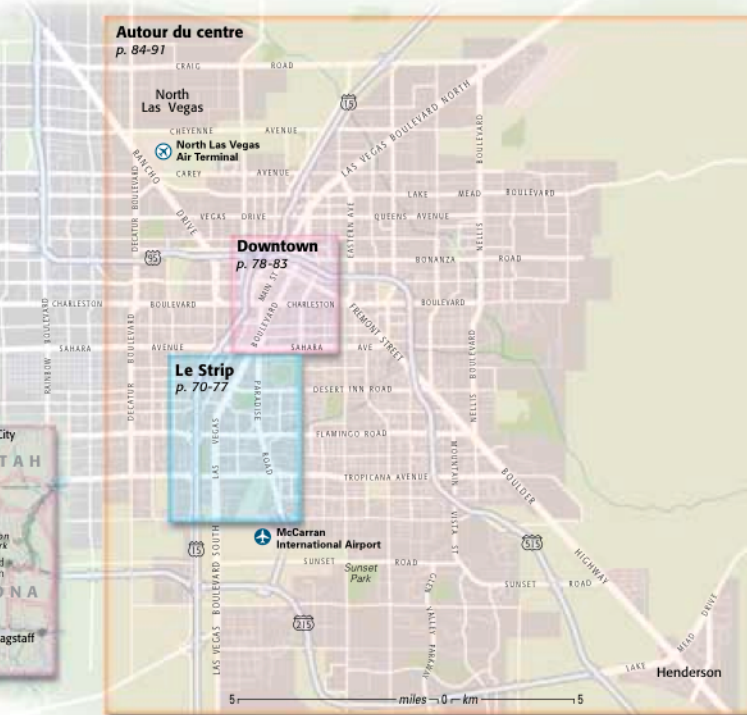 Autour du centre
p. 84-91
CRAIG ROAD
North
Las Vegas
15
LAS VEGAS BOULEVARD NORTH
CHEYENNE AVENUE
North Las Vegas
Air Terminal
RANCHO DRIVE
CAREY AVENUE
DECATUR BOULEVARD
NELLIS BOULEVARD
LAKE MEAD BOULEVARD
VEGAS DRIVE
EASTERN AVE
QUEENS AVENUE
Downtown
p. 78-83
95
BONANZA ROAD
MAIN ST
CHARLESTON BOULEVARD
CHARLESTON
BOULEVARD
BOULEVARD
FREMONT STREET
RAINBOW BOULEVARD
SAHARA AVENUE
SAHARA AVE
DECATUR BOULEVARD
NELLIS BOULEVARD
Le Strip
p. 70-77
PARADISE ROAD
DESERT INN ROAD
LAS VEGAS
FLAMINGO ROAD
City
TAH
TROPICANA AVENUE
MOUNTAIN VISTA ST
BOULDER HIGHWAY
McCarran
International Airport
15
515
LAS VEGAS BOULEVARD SOUTH
SUNSET ROAD
Sunset
Park
SUNSET ROAD
ONA
215
agstaff
LAKE MEAD DRIVE
Henderson
5 miles 0 km 5